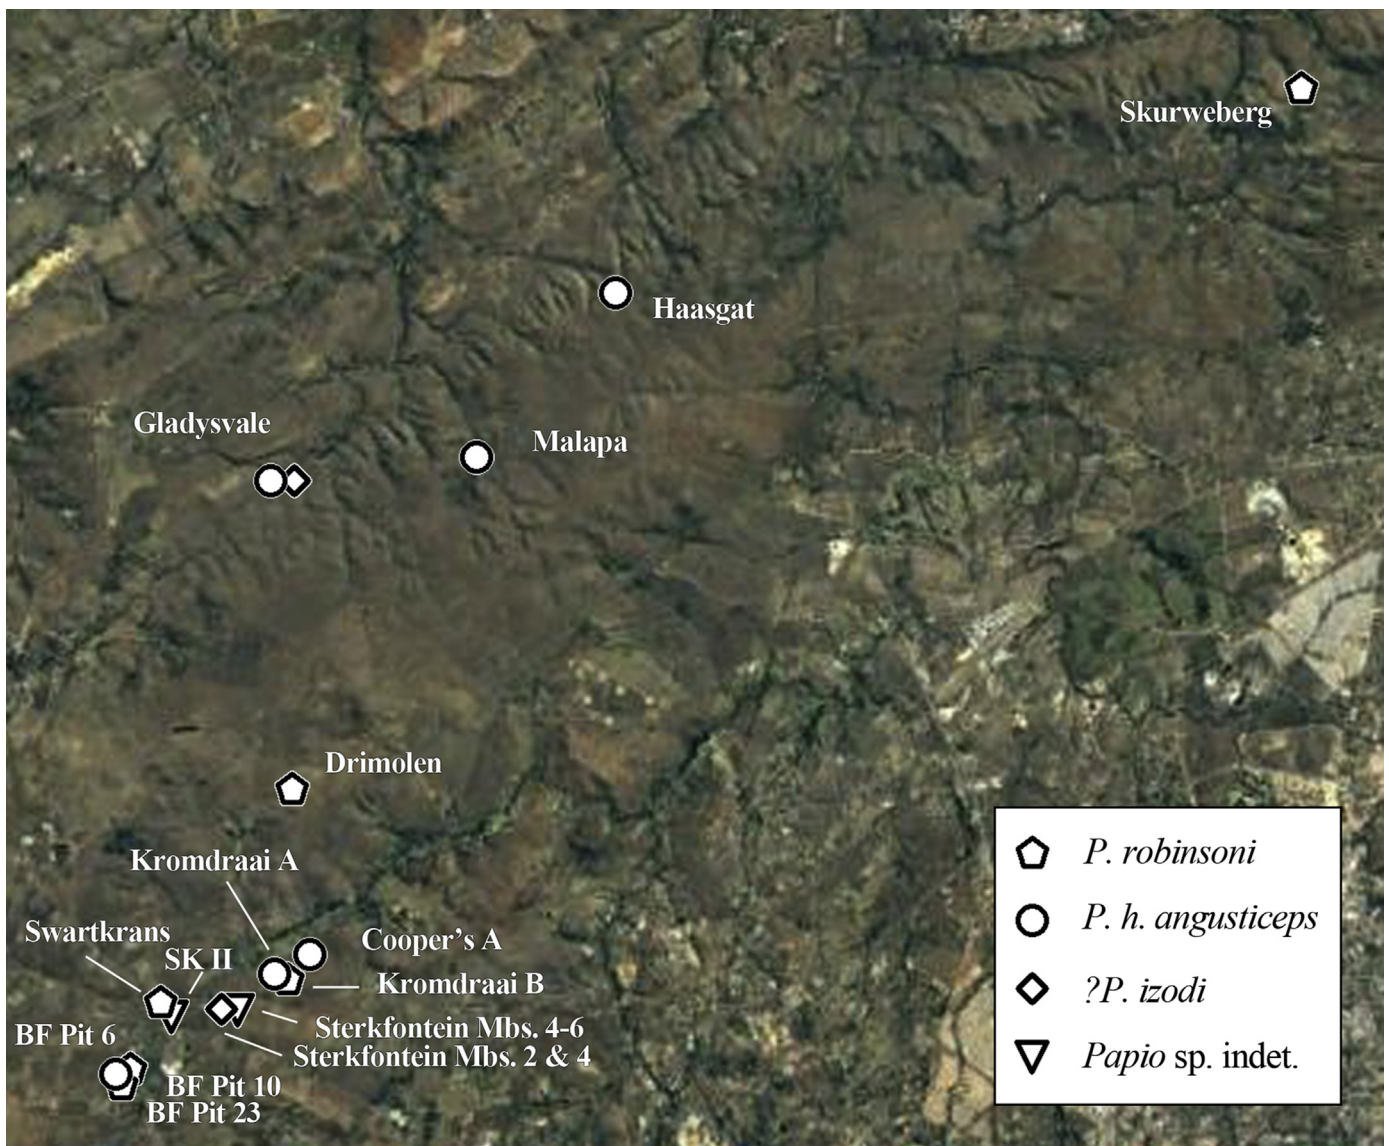 Skurweberg
Haasgat
Gladysvale
Malapa
Drimolen
Kromdraai A
Swartkrans
SK II
Cooper's A
Kromdraai B
Sterkfontein Mbs. 4-6
BF Pit 6
Sterkfontein Mbs. 2 & 4
BF Pit 10
BF Pit 23
P. robinsoni
P. h. angusticeps
?P. izodi
Papio sp. indet.